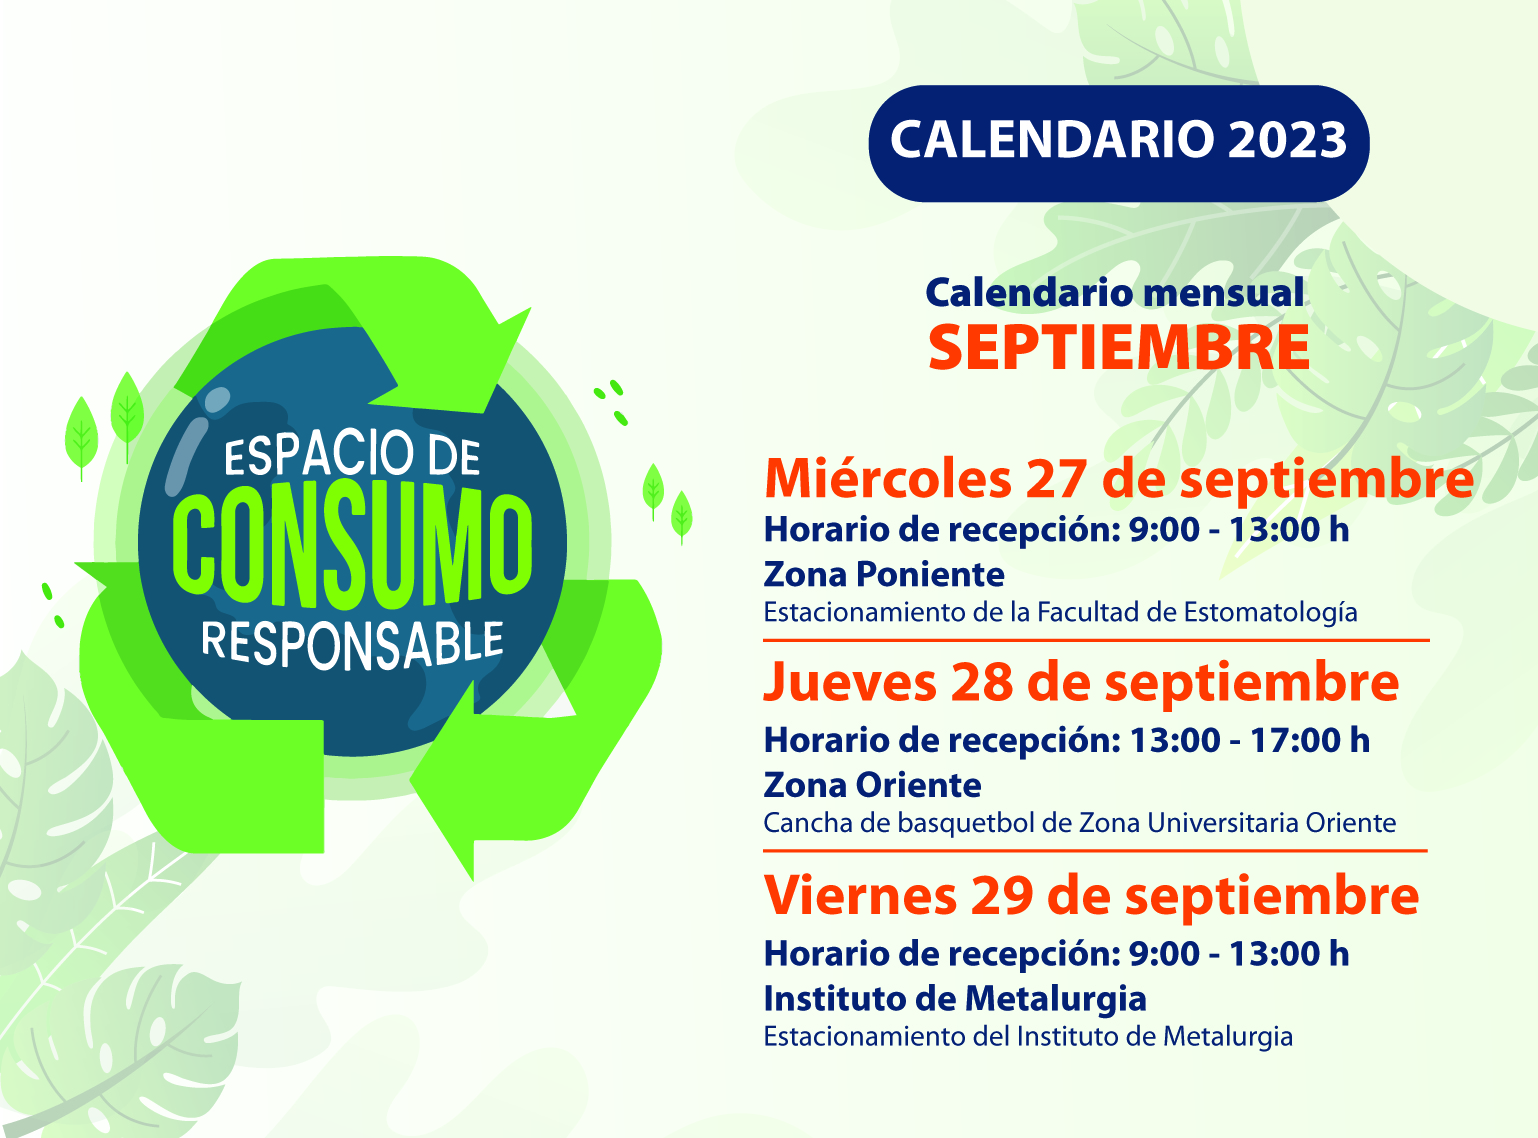 CALENDARIO 2023
Calendario mensual
SEPTIEMBRE
ESPACIO DE
CONSUMO
RESPONSABLE
Miércoles 27 de septiembre
Horario de recepción: 9:00 - 13:00 h
Zona Poniente
Estacionamiento de la Facultad de Estomatología
Jueves 28 de septiembre
Horario de recepción: 13:00 - 17:00 h
Zona Oriente
Cancha de basquetbol de Zona Universitaria Oriente
Viernes 29 de septiembre
Horario de recepción: 9:00 - 13:00 h
Instituto de Metalurgia
Estacionamiento del Instituto de Metalurgia